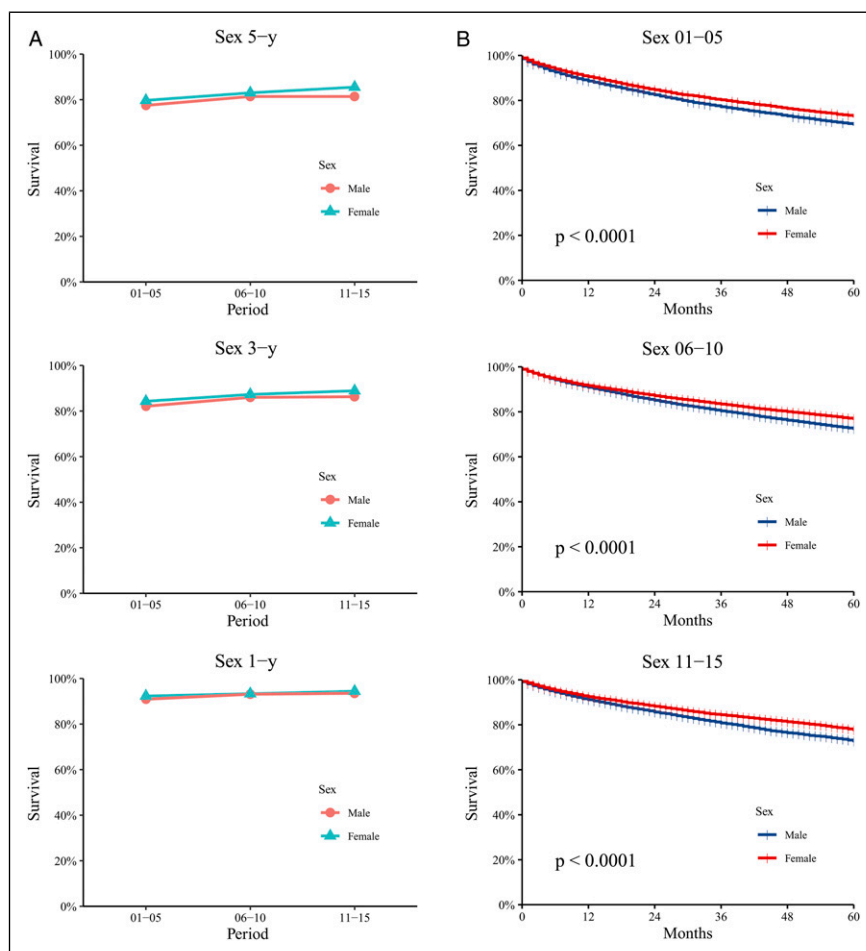 A
Sex 5−y
100%
80%
60%
40%
20%
0%
Survival
Sex
Male
Female
01−05 06−10 11−15
Period
Sex 3−y
100%
80%
60%
40%
20%
0%
Survival
Sex
Male
Female
01−05 06−10 11−15
Period
Sex 1−y
100%
80%
60%
40%
20%
0%
Survival
Sex
Male
Female
01−05 06−10 11−15
Period
B
Sex 01−05
100%
80%
60%
40%
20%
0%
Survival
Sex
Male
Female
p < 0.0001
0 12 24 36 48 60
Months
Sex 06−10
100%
80%
60%
40%
20%
0%
Survival
Sex
Male
Female
p < 0.0001
0 12 24 36 48 60
Months
Sex 11−15
100%
80%
60%
40%
20%
0%
Survival
Sex
Male
Female
p < 0.0001
0 12 24 36 48 60
Months